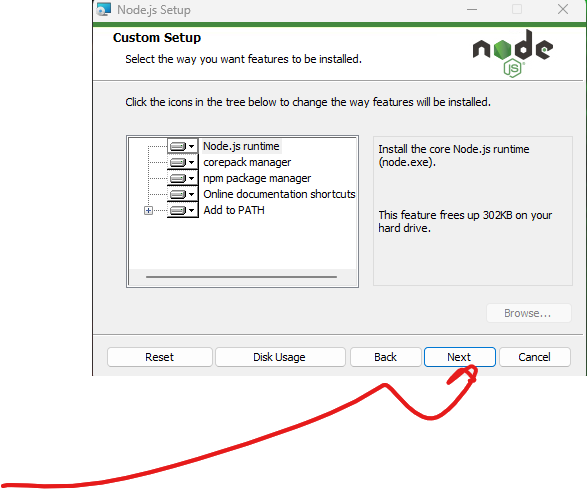 Node.js Setup
Custom Setup
Select the way you want features to be installed.
node
JS
Click the icons in the tree below to change the way features will be installed.
Node.js runtime
corepack manager
npm package manager
Online documentation shortcuts
Add to PATH
Install the core Node.js runtime
(node.exe).
This feature frees up 302KB on your
hard drive.
Browse...
Reset
Disk Usage
Back
Next
Cancel